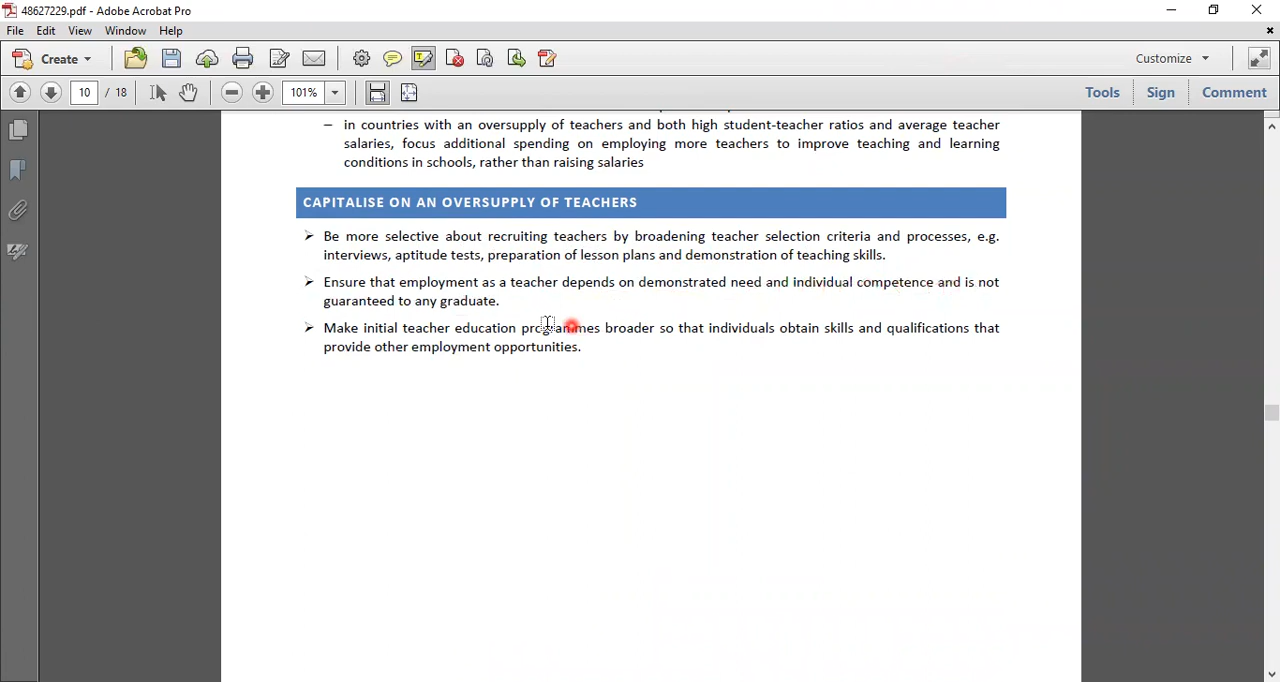 48627229.pdf - Adobe Acrobat Pro
File Edit View Window Help
Create
Customize
10 / 18
101%
Tools Sign Comment
– in countries with an oversupply of teachers and both high student-teacher ratios and average teacher
salaries, focus additional spending on employing more teachers to improve teaching and learning
conditions in schools, rather than raising salaries
CAPITALISE ON AN OVERSUPPLY OF TEACHERS
Be more selective about recruiting teachers by broadening teacher selection criteria and processes, e.g.
interviews, aptitude tests, preparation of lesson plans and demonstration of teaching skills.
Ensure that employment as a teacher depends on demonstrated need and individual competence and is not
guaranteed to any graduate.
Make initial teacher education programmes broader so that individuals obtain skills and qualifications that
provide other employment opportunities.